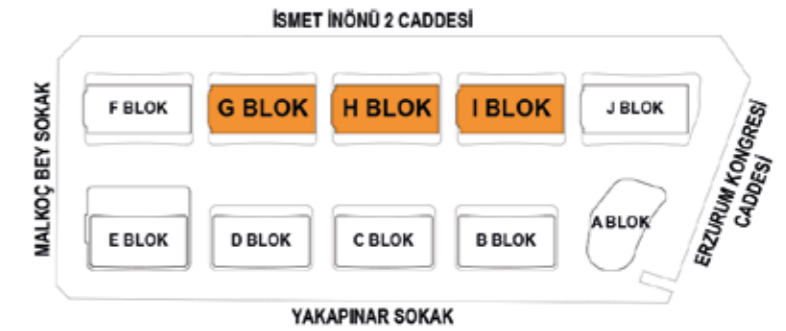 İSMET İNÖNÜ 2 CADDESİ
MALKOÇ BEY SOKAK
F BLOK
G BLOK
H BLOK
I BLOK
J BLOK
ERZURUM KONGRESİ
CADDESİ
E BLOK
D BLOK
C BLOK
B BLOK
A BLOK
YAKAPINAR SOKAK